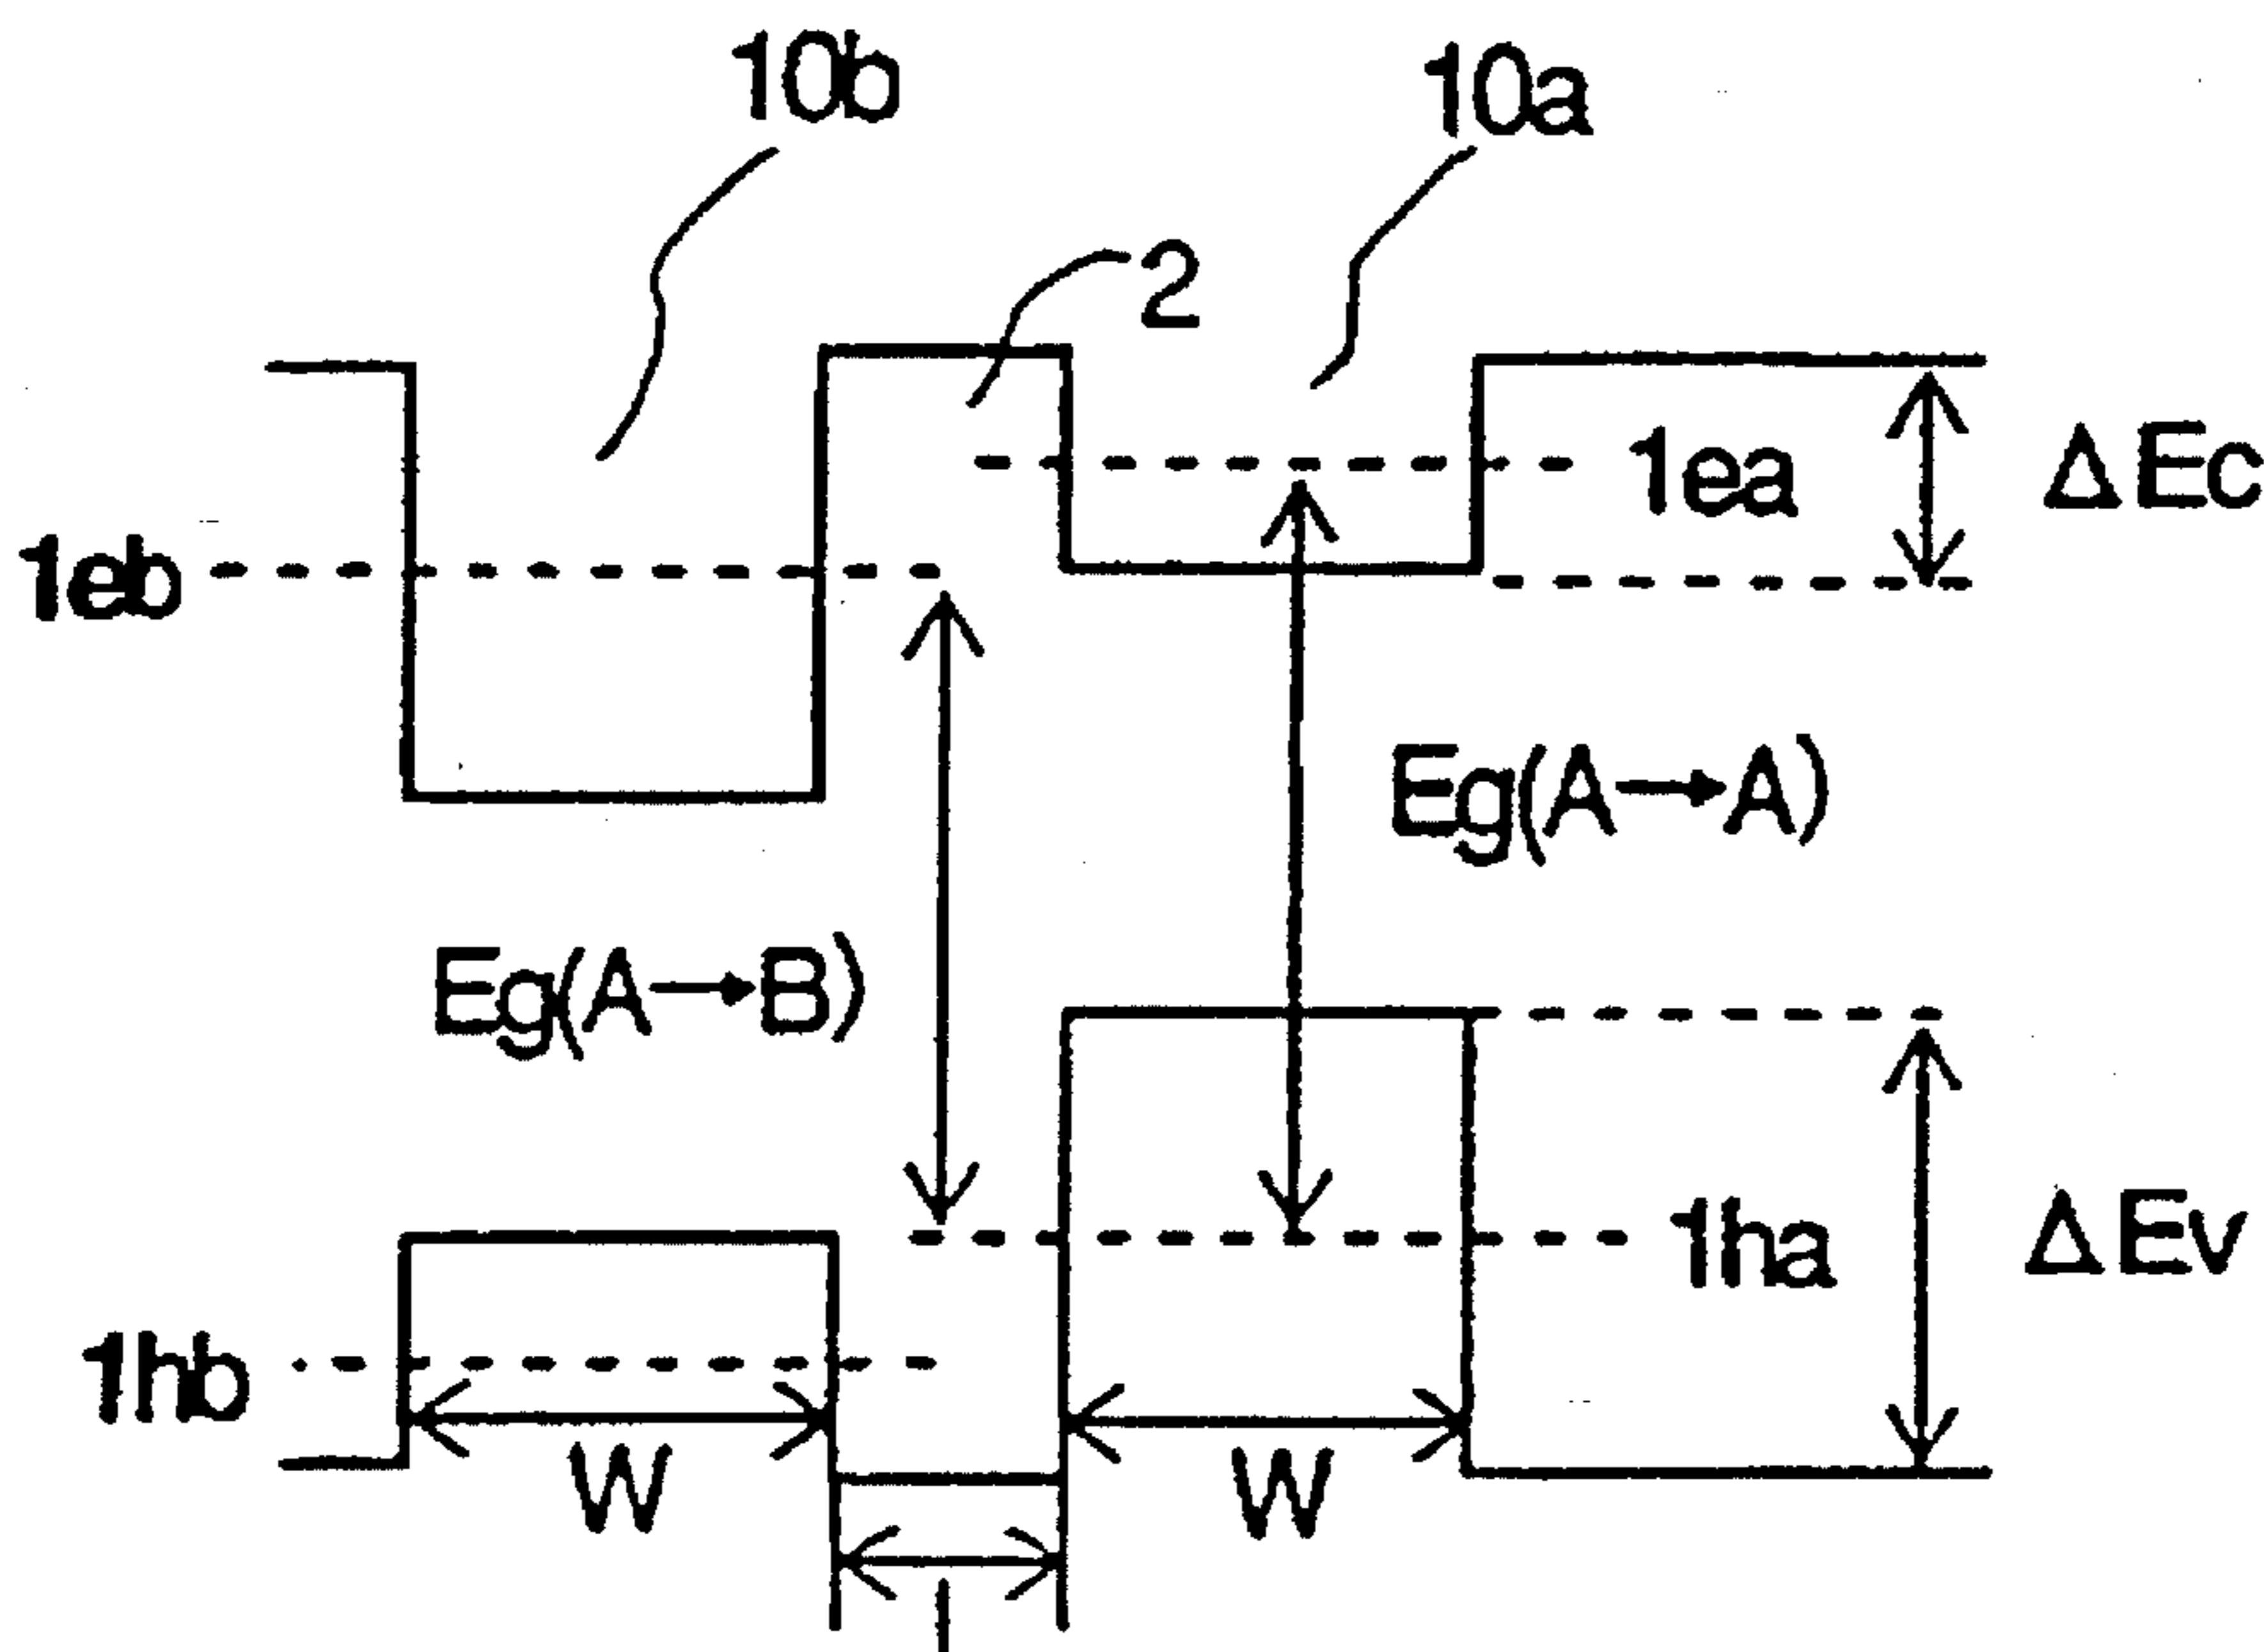 10b
10a
2
1ea
ΔEc
1eb
Eg(A→A)
Eg(A→B)
1ha
ΔEv
1hb
W
W